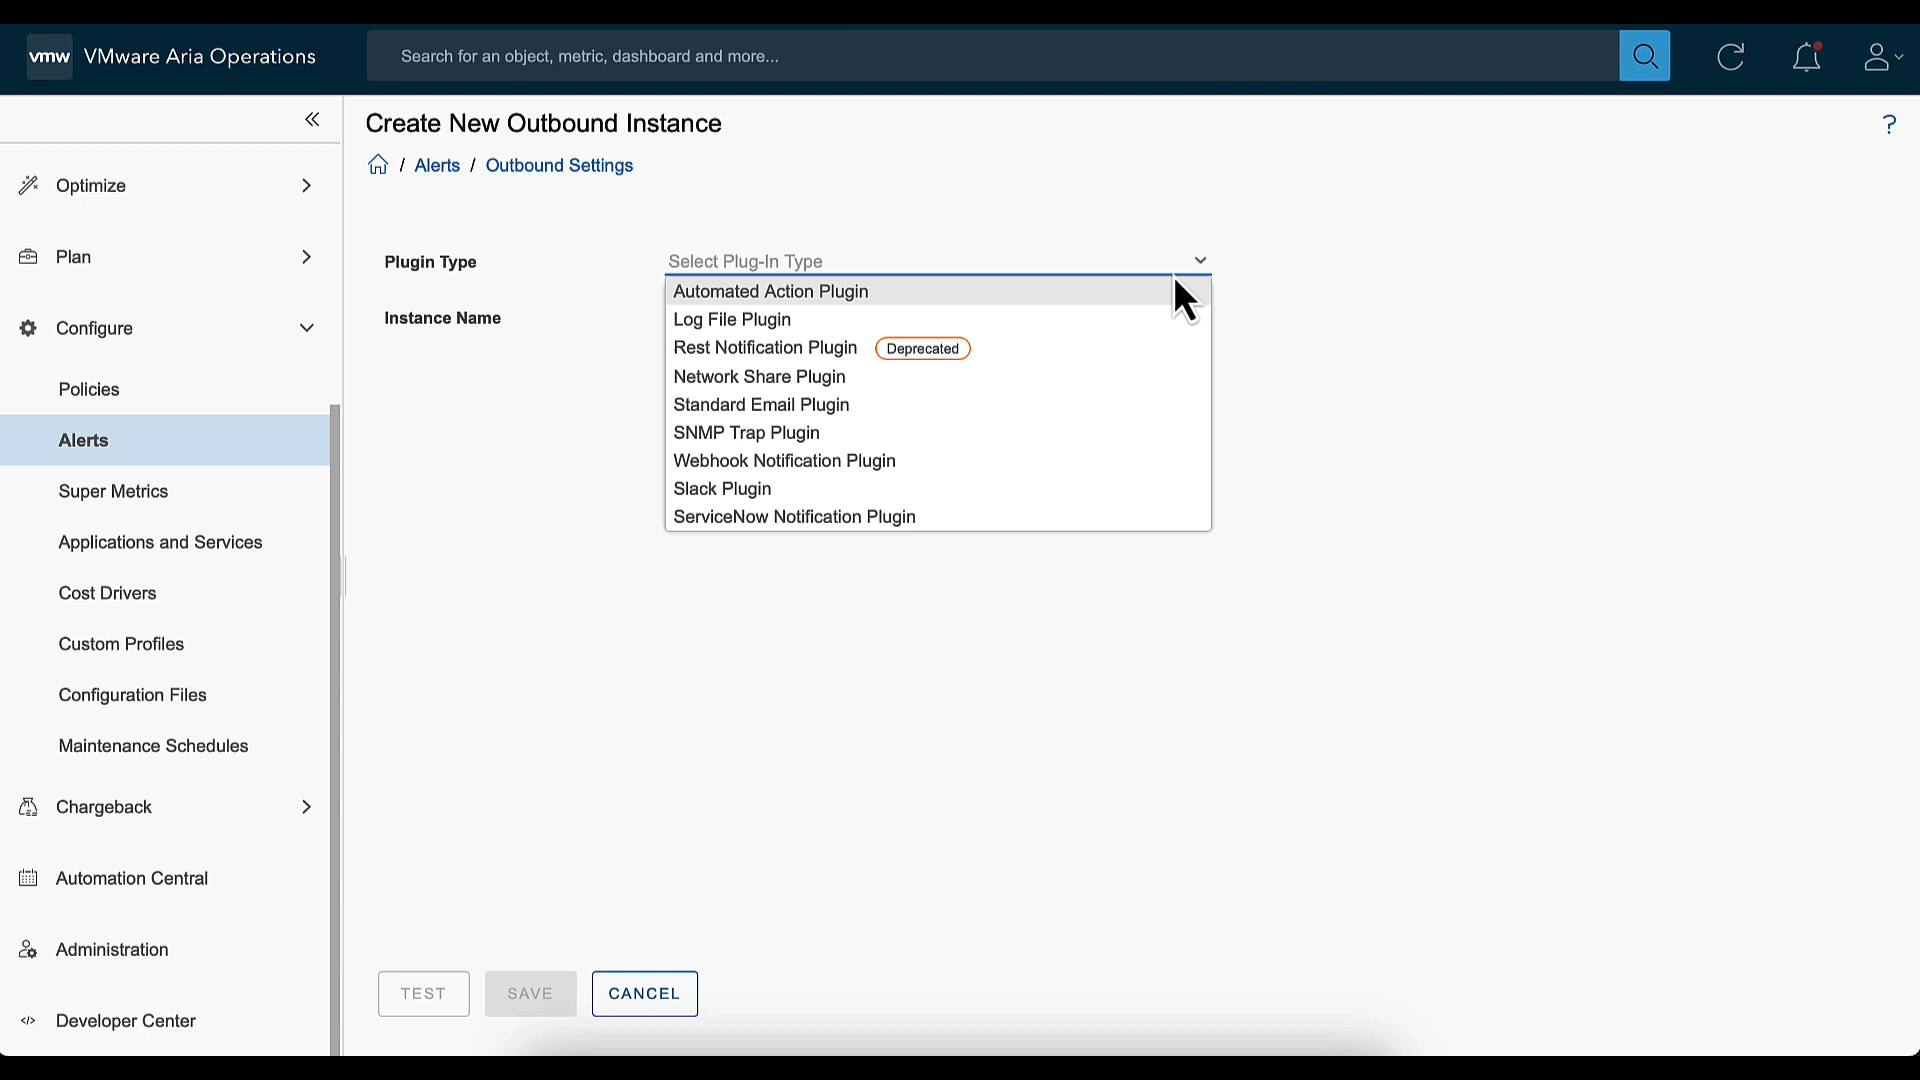 vmw VMware Aria Operations
Search for an object, metric, dashboard and more...
Create New Outbound Instance
?
/ Alerts / Outbound Settings
Optimize
Plan
Configure
Policies
Alerts
Super Metrics
Applications and Services
Cost Drivers
Custom Profiles
Configuration Files
Maintenance Schedules
Chargeback
Automation Central
Administration
Developer Center
Plugin Type
Select Plug-In Type
Instance Name
Automated Action Plugin
Log File Plugin
Rest Notification Plugin Deprecated
Network Share Plugin
Standard Email Plugin
SNMP Trap Plugin
Webhook Notification Plugin
Slack Plugin
ServiceNow Notification Plugin
TEST SAVE CANCEL